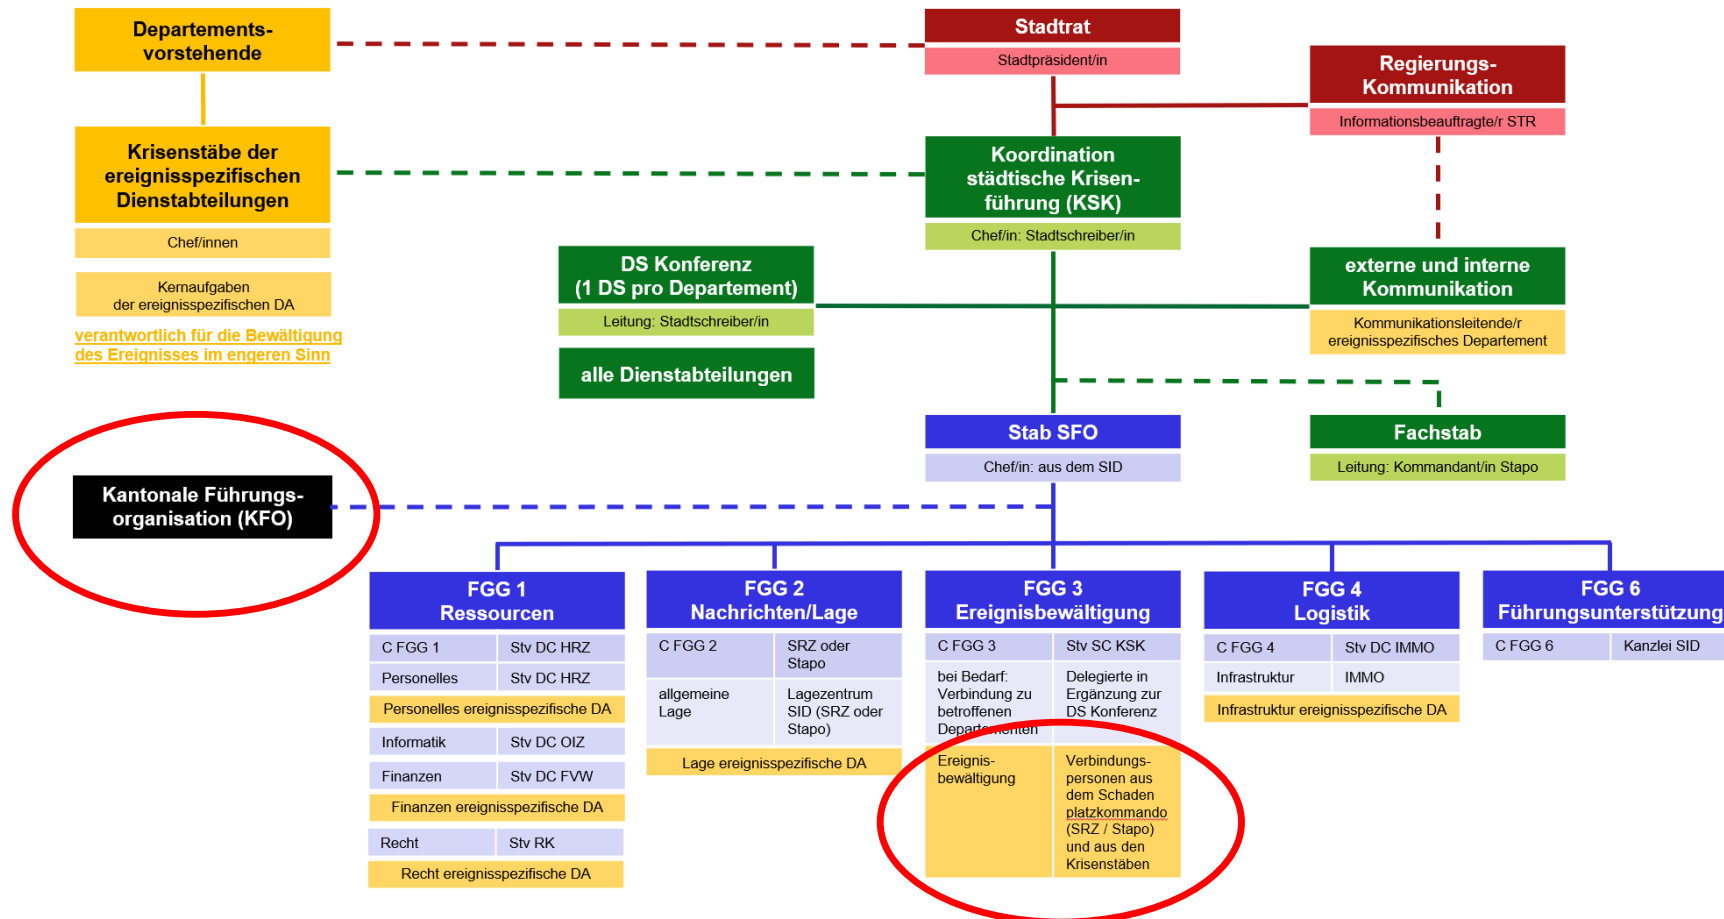 Departements-
vorstehende
Stadtrat
Stadtpräsident/in
Regierungs-
Kommunikation
Informationsbeauftragte/r STR
Krisenstäbe der
ereignisspezifischen
Dienstabteilungen
Chef/innen
Kernaufgaben
der ereignisspezifischen DA
verantwortlich für die Bewältigung
des Ereignisses im engeren Sinn
Koordination
städtische Krisen-
führung (KSK)
Chef/in: Stadtschreiber/in
DS Konferenz
(1 DS pro Departement)
Leitung: Stadtschreiber/in
alle Dienstabteilungen
externe und interne
Kommunikation
Kommunikationsleitende/r
ereignisspezifisches Departement
Stab SFO
Chef/in: aus dem SID
Fachstab
Leitung: Kommandant/in Stapo
Kantonale Führungs-
organisation (KFO)
FGG 1
Ressourcen
C FGG 1
Stv DC HRZ
Personelles
Stv DC HRZ
Personelles ereignisspezifische DA
Informatik
Stv DC OIZ
Finanzen
Stv DC FVW
Finanzen ereignisspezifische DA
Recht
Stv RK
Recht ereignisspezifische DA
FGG 2
Nachrichten/Lage
C FGG 2
SRZ oder
Stapo
allgemeine
Lage
Lagezentrum
SID (SRZ oder
Stapo)
Lage ereignisspezifische DA
FGG 3
Ereignisbewältigung
C FGG 3
Stv SC KSK
bei Bedarf:
Verbindung zu
betroffenen
Departementen
Delegierte in
Ergänzung zur
DS Konferenz
Ereignis-
bewältigung
Verbindungs-
personen aus
dem Schaden
platzkommando
(SRZ / Stapo)
und aus den
Krisenstäben
FGG 4
Logistik
C FGG 4
Stv DC IMMO
Infrastruktur
IMMO
Infrastruktur ereignisspezifische DA
FGG 6
Führungsunterstützung
C FGG 6
Kanzlei SID